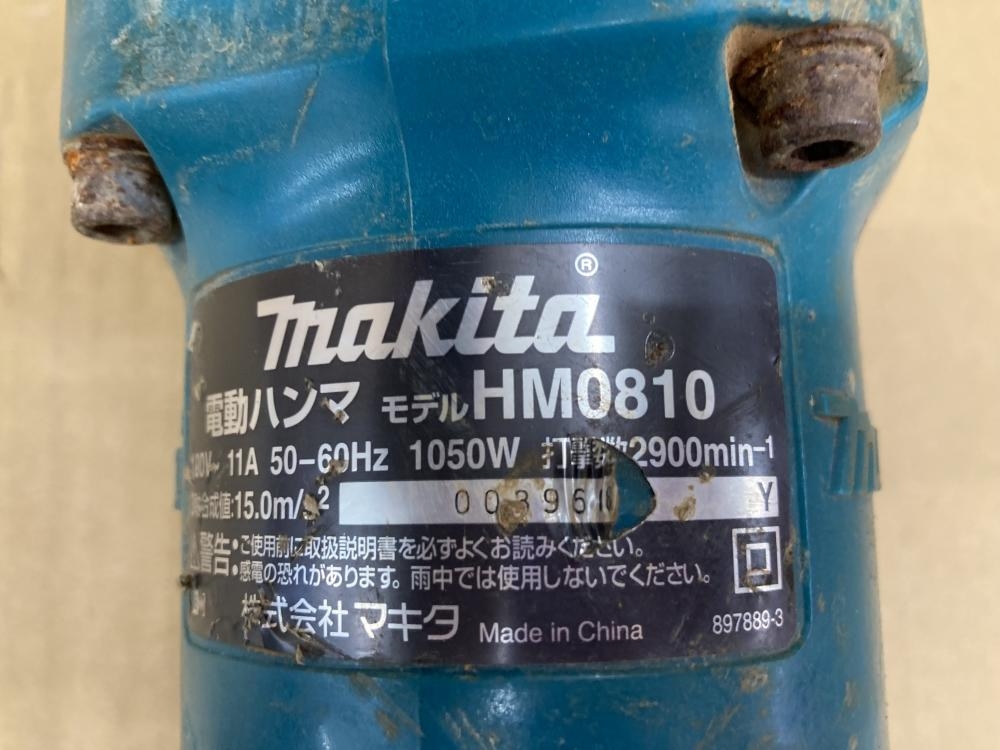 makita®
電動ハンマ モデル HM0810
11A 50-60Hz 1050W 打撃数2900min-1
合成値:15.0m/s2
00396 Y
警告:ご使用前に取扱説明書を必ずよくお読みください。
感電の恐れがあります。雨中では使用しないでください。
株式会社 マキタ Made in China 897889-3